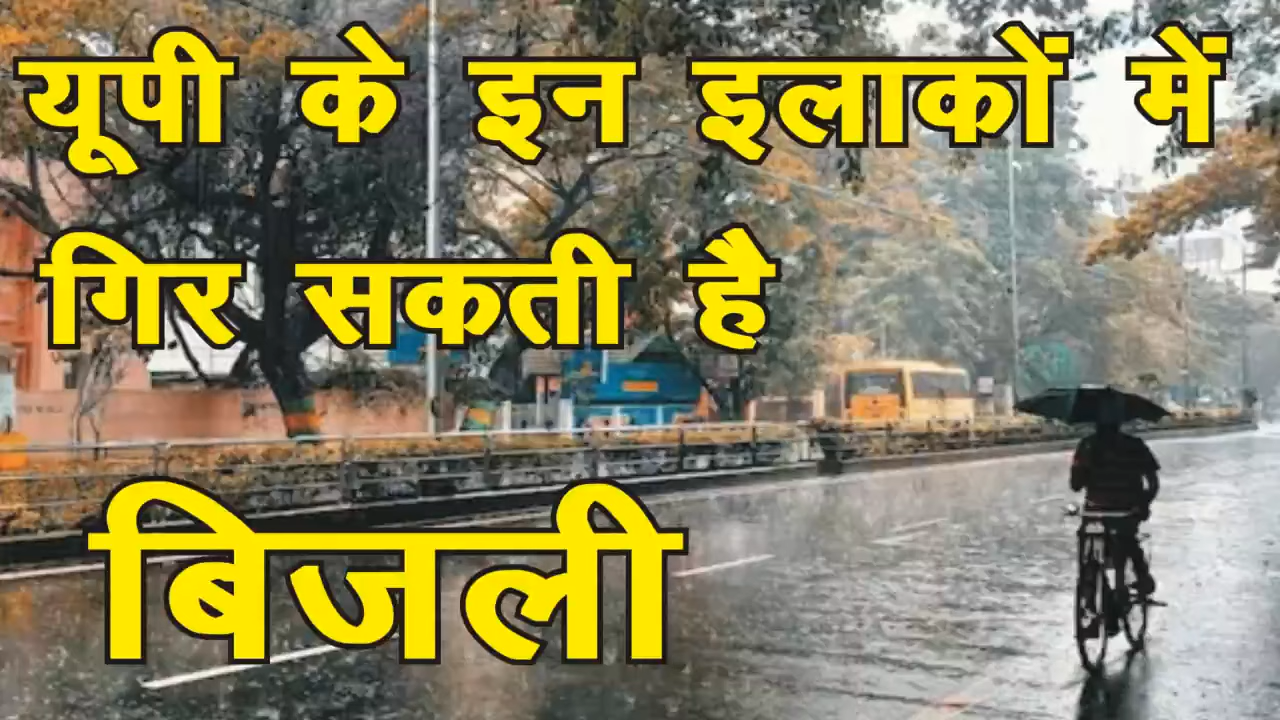 यूपी के इन इलाकों में
गिर सकती है
बिजली